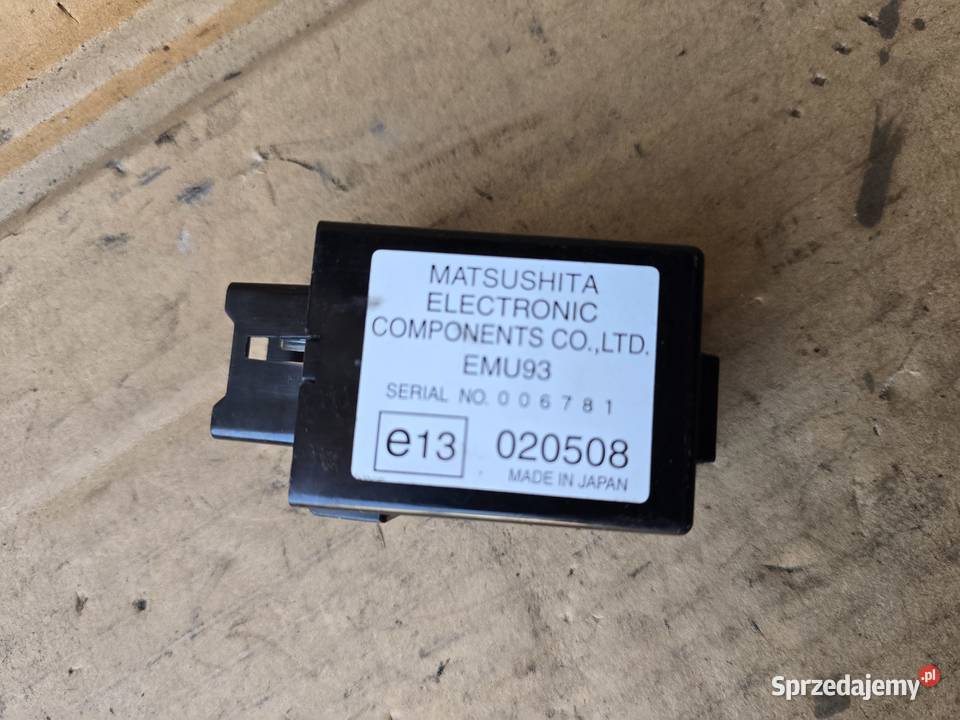 MATSUSHITA
ELECTRONIC
COMPONENTS CO.,LTD.
EMU93
SERIAL NO. 006781
e13 020508
MADE IN JAPAN
Sprzedajemy.pl